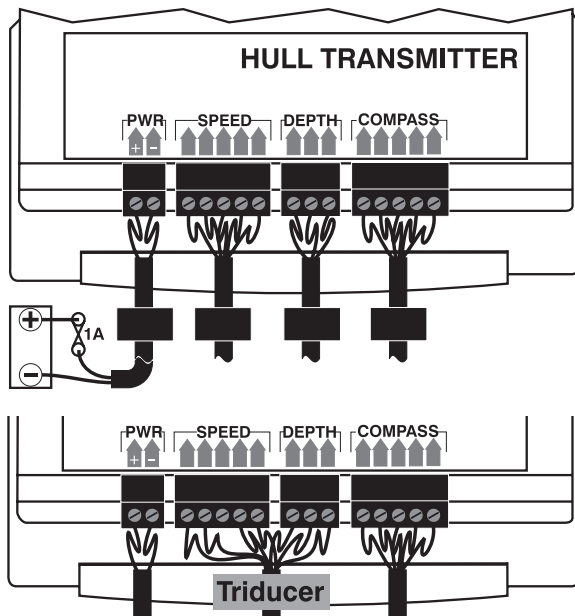 HULL TRANSMITTER
PWR SPEED DEPTH COMPASS
+ -
+
1A
-
PWR SPEED DEPTH COMPASS
+ -
Triducer